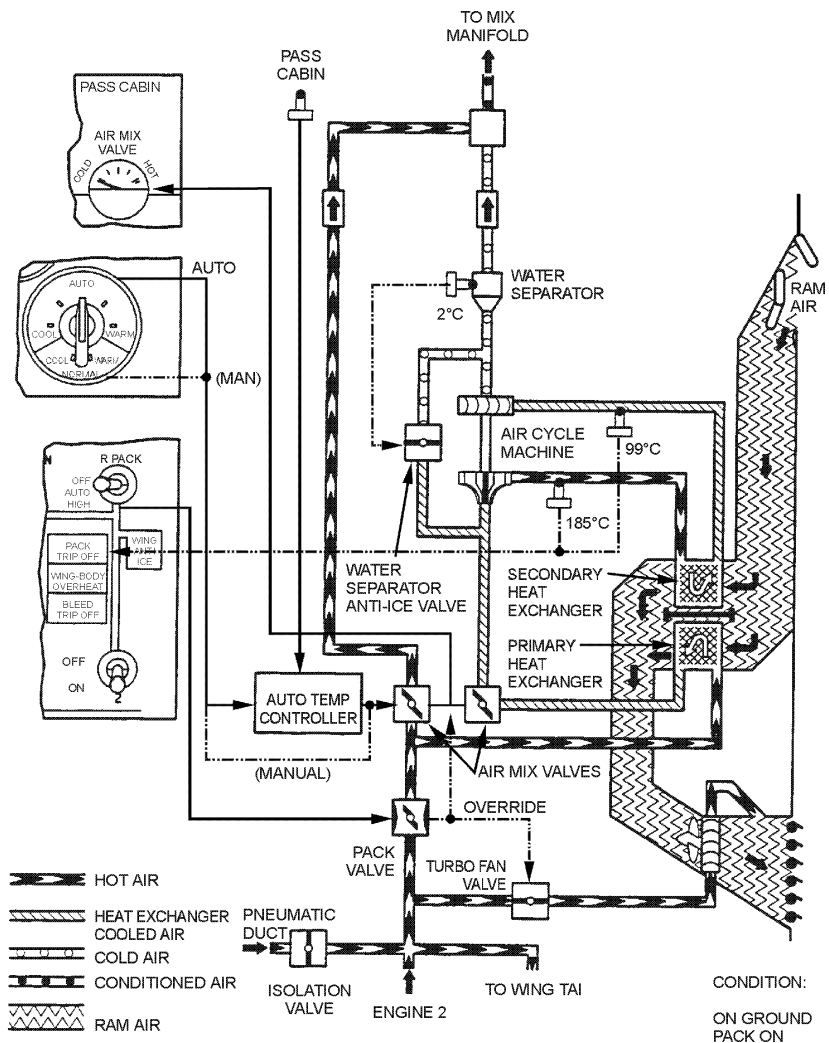 TO MIX
MANIFOLD
PASS
CABIN
PASS CABIN
AIR MIX
VALVE
COLD
HOT
AUTO
AUTO
COOL
WARM
COOL
WARM
NORMAL
(MAN)
WATER
SEPARATOR
2°C
RAM
AIR
AIR CYCLE
MACHINE
99°C
185°C
R PACK
OFF
AUTO
HIGH
PACK
TRIP OFF
WING-BODY
OVERHEAT
BLEED
TRIP OFF
WING
ANTI
ICE
OFF
ON
WATER
SEPARATOR
ANTI-ICE VALVE
SECONDARY
HEAT
EXCHANGER
PRIMARY
HEAT
EXCHANGER
AUTO TEMP
CONTROLLER
(MANUAL)
AIR MIX VALVES
OVERRIDE
PACK
VALVE
TURBO FAN
VALVE
HOT AIR
HEAT EXCHANGER
COOLED AIR
COLD AIR
CONDITIONED AIR
RAM AIR
PNEUMATIC
DUCT
ISOLATION
VALVE
ENGINE 2
TO WING TAI
CONDITION:
ON GROUND
PACK ON